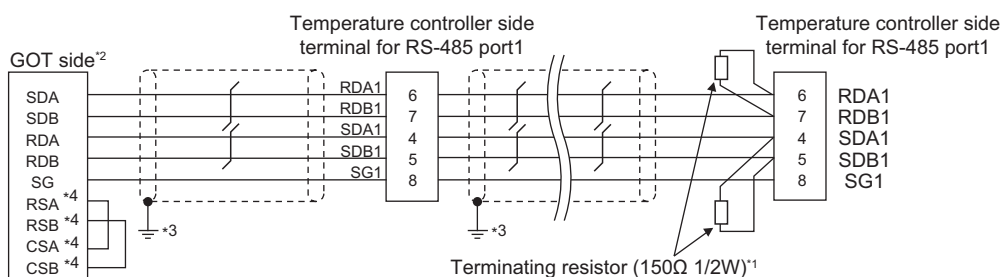 Temperature controller side
terminal for RS-485 port1
Temperature controller side
terminal for RS-485 port1
GOT side*2
SDA
SDB
RDA
RDB
SG
RSA *4
RSB *4
CSA *4
CSB *4
*3
RDA1
RDB1
SDA1
SDB1
SG1
6
7
4
5
8
*3
6 RDA1
7 RDB1
4 SDA1
5 SDB1
8 SG1
Terminating resistor (150Ω 1/2W)*1